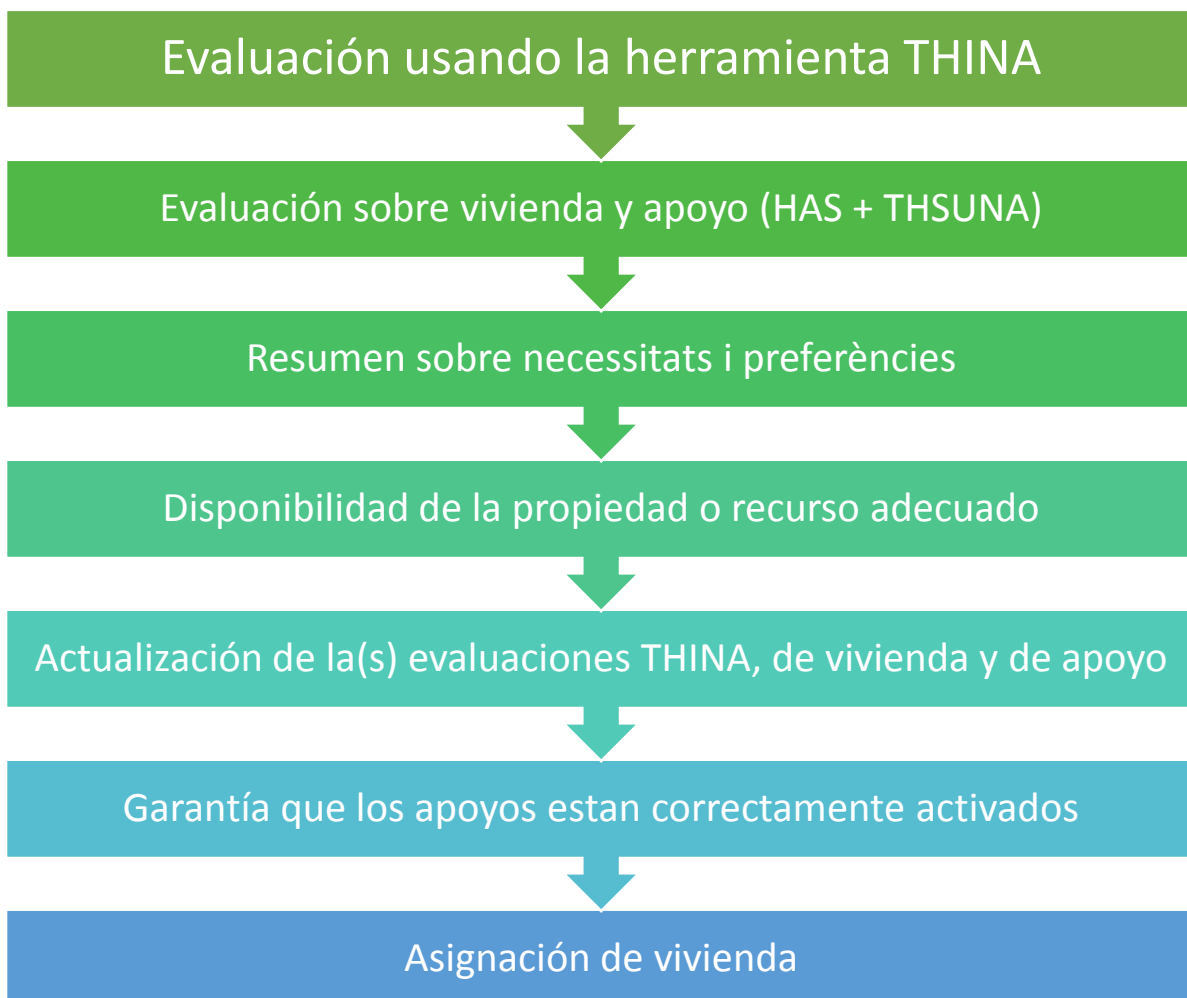 Evaluación usando la herramienta THINA
Evaluación sobre vivienda y apoyo (HAS + THSUNA)
Resumen sobre necessitats i preferències
Disponibilidad de la propiedad o recurso adecuado
Actualización de la(s) evaluaciones THINA, de vivienda y de apoyo
Garantía que los apoyos estan correctamente activados
Asignación de vivienda